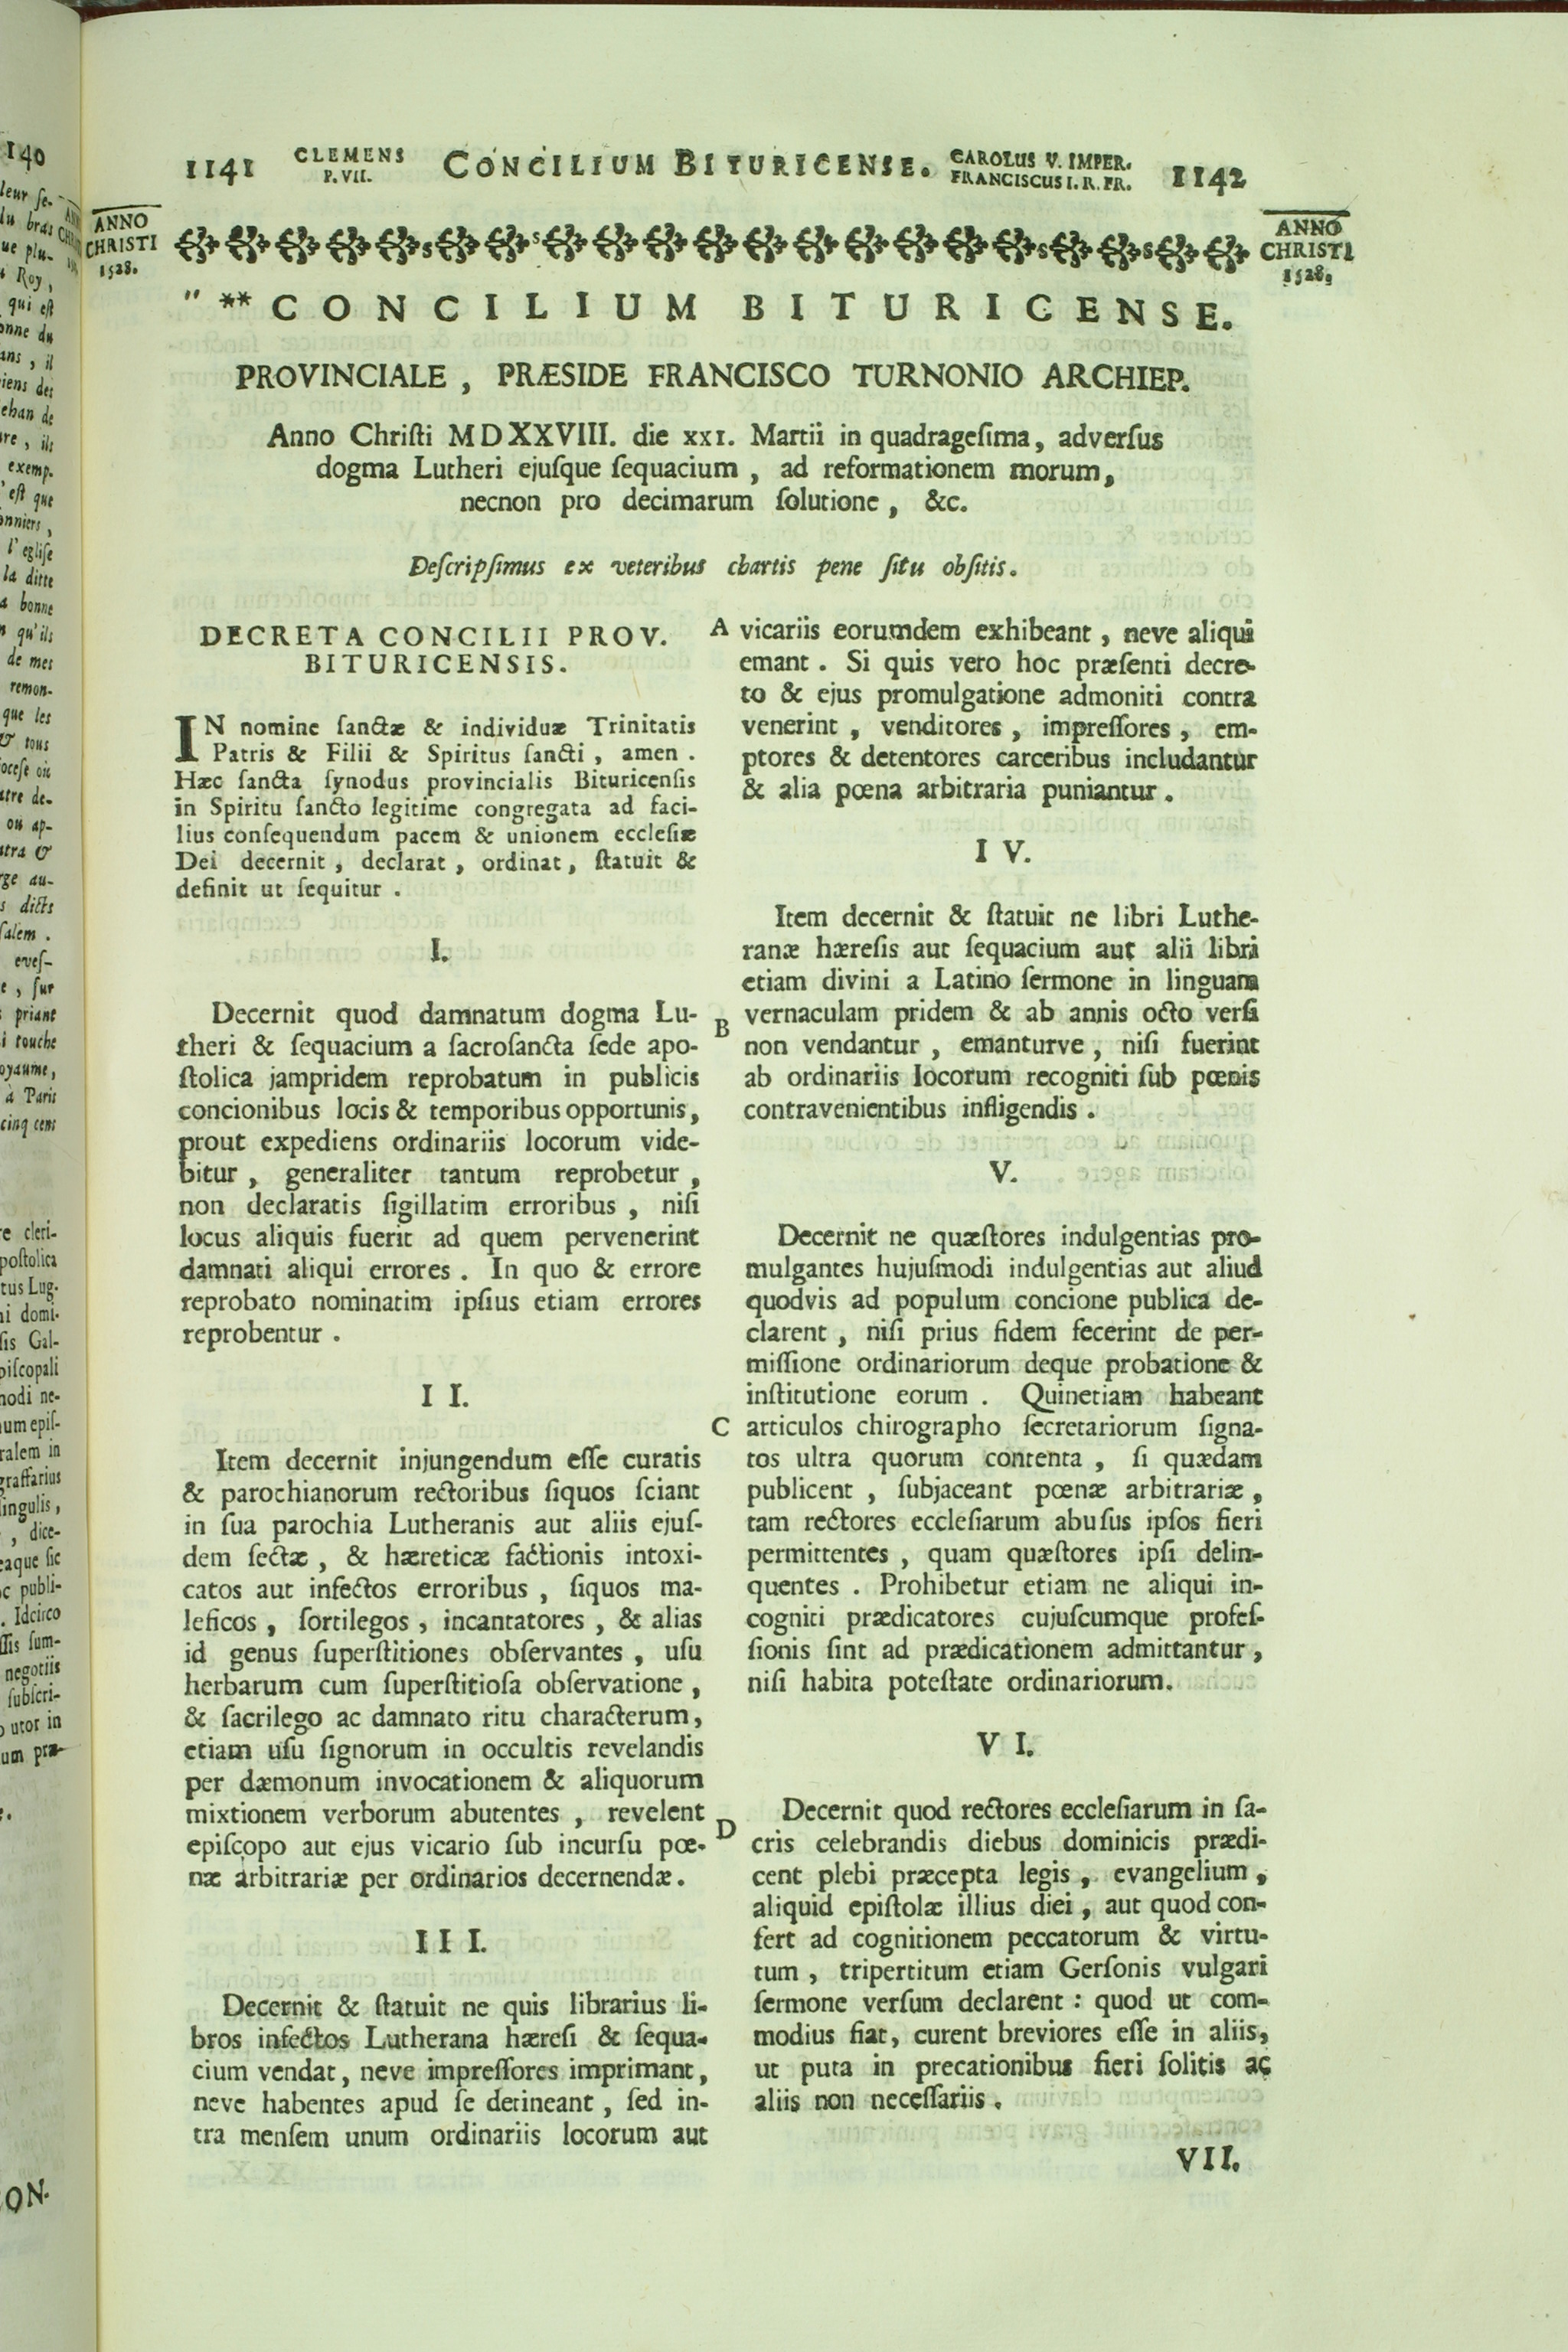 1141 CLEMENS P. VII. CONCILIUM BITURICENSE. CAROLUS V. IMPER. FRANCISCUS I. R. FR. 1142
ANNO
CHRISTI
1528.
ANNO
CHRISTI
1528.
" ** CONCILIUM BITURICENSE.
PROVINCIALE, PRÆSIDE FRANCISCO TURNONIO ARCHIEP.
Anno Chriſti MDXXVIII. die XXI. Martii in quadrageſima, adverſus
dogma Lutheri ejuſque ſequacium, ad reformationem morum,
necnon pro decimarum ſolutione, &c.
Deſcripſimus ex veteribus chartis pene ſitu obſitis.
DECRETA CONCILII PROV.
BITURICENSIS.
IN nomine ſanctæ & individuæ Trinitatis
Patris & Filii & Spiritus ſancti, amen.
Hæc ſancta ſynodus provincialis Bituricenſis
in Spiritu ſancto legitime congregata ad faci-
lius conſequendum pacem & unionem eccleſiæ
Dei decernit, declarat, ordinat, ſtatuit &
definit ut ſequitur.
I.
Decernit quod damnatum dogma Lu-
theri & ſequacium a ſacroſancta ſede apo-
ſtolica jampridem reprobatum in publicis
concionibus locis & temporibus opportunis,
prout expediens ordinariis locorum vide-
bitur, generaliter tantum reprobetur,
non declaratis ſigillatim erroribus, niſi
locus aliquis fuerit ad quem pervenerint
damnati aliqui errores. In quo & errore
reprobato nominatim ipſius etiam errores
reprobentur.
II.
Item decernit injungendum eſſe curatis
& parochianorum rectoribus ſiquos ſciant
in ſua parochia Lutheranis aut aliis ejuſ-
dem ſectæ, & hæreticæ factionis intoxi-
catos aut infectos erroribus, ſiquos ma-
leficos, ſortilegos, incantatores, & alias
id genus ſuperſtitiones obſervantes, uſu
herbarum cum ſuperſtitioſa obſervatione,
& ſacrilego ac damnato ritu characterum,
etiam uſu ſignorum in occultis revelandis
per dæmonum invocationem & aliquorum
mixtionem verborum abutentes, revelent
epiſcopo aut ejus vicario ſub incurſu pœ-
næ arbitrariæ per ordinarios decernendæ.
III.
Decernit & ſtatuit ne quis librarius li-
bros infectos Lutherana hæreſi & ſequa-
cium vendat, neve impreſſores imprimant,
neve habentes apud ſe detineant, ſed in-
tra menſem unum ordinariis locorum aut
A vicariis eorumdem exhibeant, neve aliqui
emant. Si quis vero hoc præſenti decre-
to & ejus promulgatione admoniti contra
venerint, venditores, impreſſores, em-
ptores & detentores carceribus includantur
& alia pœna arbitraria puniantur.
IV.
Item decernit & ſtatuit ne libri Luthe-
ranæ hæreſis aut ſequacium aut alii libri
etiam divini a Latino ſermone in linguam
B vernaculam pridem & ab annis octo verſi
non vendantur, emanturve, niſi fuerint
ab ordinariis locorum recogniti ſub pœnis
contravenientibus infligendis.
V.
Decernit ne quæſtores indulgentias pro-
mulgantes hujuſmodi indulgentias aut aliud
quodvis ad populum concione publica de-
clarent, niſi prius fidem fecerint de per-
miſſione ordinariorum deque probatione &
inſtitutione eorum. Quinetiam habeant
C articulos chirographo ſecretariorum ſigna-
tos ultra quorum contenta, ſi quædam
publicent, ſubjaceant pœnæ arbitrariæ,
tam rectores eccleſiarum abuſus ipſos fieri
permittentes, quam quæſtores ipſi delin-
quentes. Prohibetur etiam ne aliqui in-
cogniti prædicatores cujuſcumque profeſ-
ſionis ſint ad prædicationem admittantur,
niſi habita poteſtate ordinariorum.
VI.
Decernit quod rectores eccleſiarum in ſa-
D cris celebrandis diebus dominicis prædi-
cent plebi præcepta legis, evangelium,
aliquid epiſtolæ illius diei, aut quod con-
fert ad cognitionem peccatorum & virtu-
tum, tripertitum etiam Gerſonis vulgari
ſermone verſum declarent: quod ut com-
modius fiat, curent breviores eſſe in aliis,
ut puta in precationibus fieri ſolitis ac
aliis non neceſſariis.
VII.